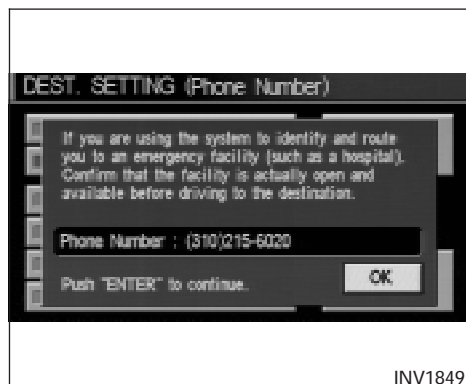 DEST. SETTING (Phone Number)
If you are using the system to identify and route
you to an emergency facility (such as a hospital),
Confirm that the facility is actually open and
available before driving to the destination.
Phone Number : (310)215-6020
Push "ENTER" to continue.
OK
INV1849